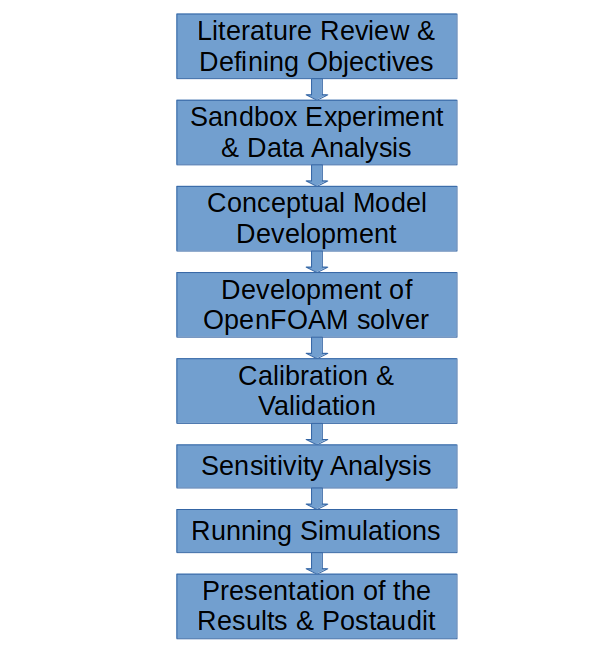 Literature Review &
Defining Objectives
Sandbox Experiment
& Data Analysis
Conceptual Model
Development
Development of
OpenFOAM solver
Calibration &
Validation
Sensitivity Analysis
Running Simulations
Presentation of the
Results & Postaudit